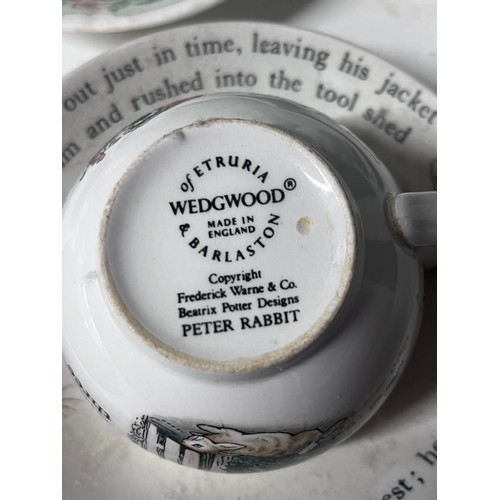 out just in time, leaving his jacket
and rushed into the tool shed
of ETRURIA
WEDGWOOD®
MADE IN
ENGLAND
& BARLASTON
Copyright
Frederick Warne & Co.
Beatrix Potter Designs
PETER RABBIT